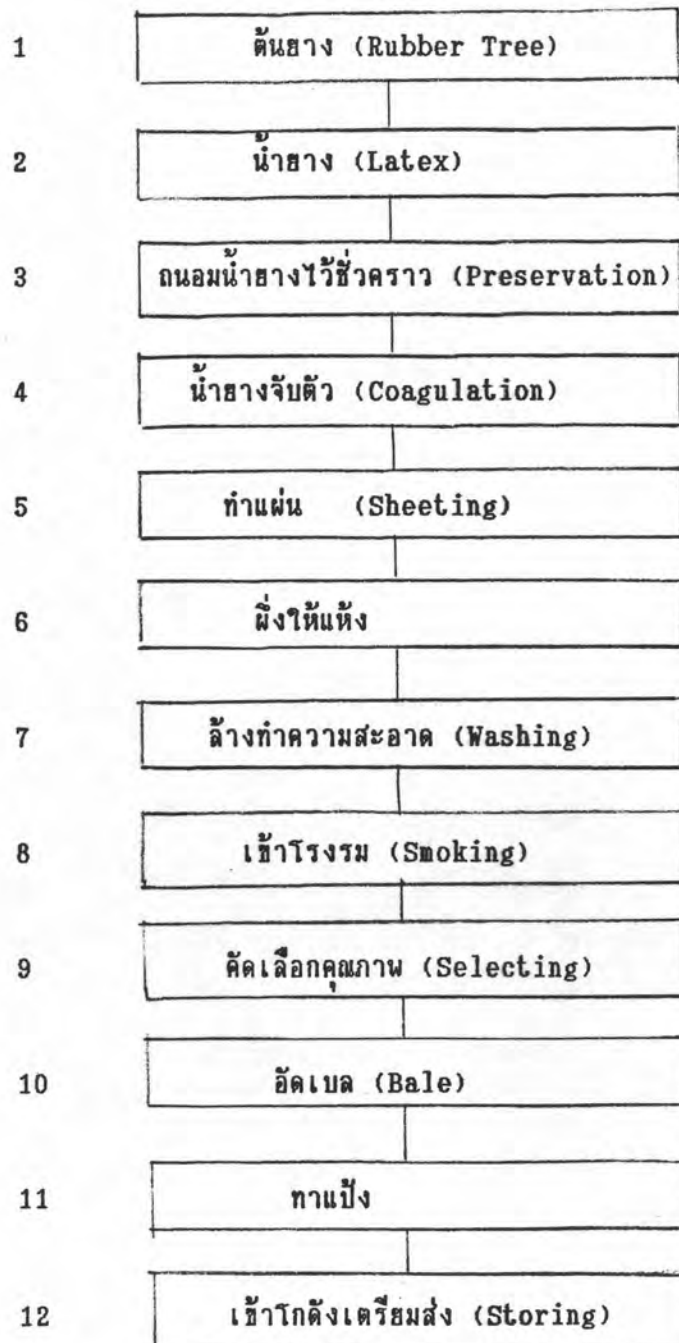 1 ต้นยาง (Rubber Tree)
2 น้ำยาง (Latex)
3 ถนอมน้ำยางไว้ชั่วคราว (Preservation)
4 น้ำยางจับตัว (Coagulation)
5 ทำแผ่น (Sheeting)
6 ผึ่งให้แห้ง
7 ล้างทำความสะอาด (Washing)
8 เข้าโรงรม (Smoking)
9 คัดเลือกคุณภาพ (Selecting)
10 อัดเบล (Bale)
11 ทาแป้ง
12 เข้าโกดังเตรียมส่ง (Storing)